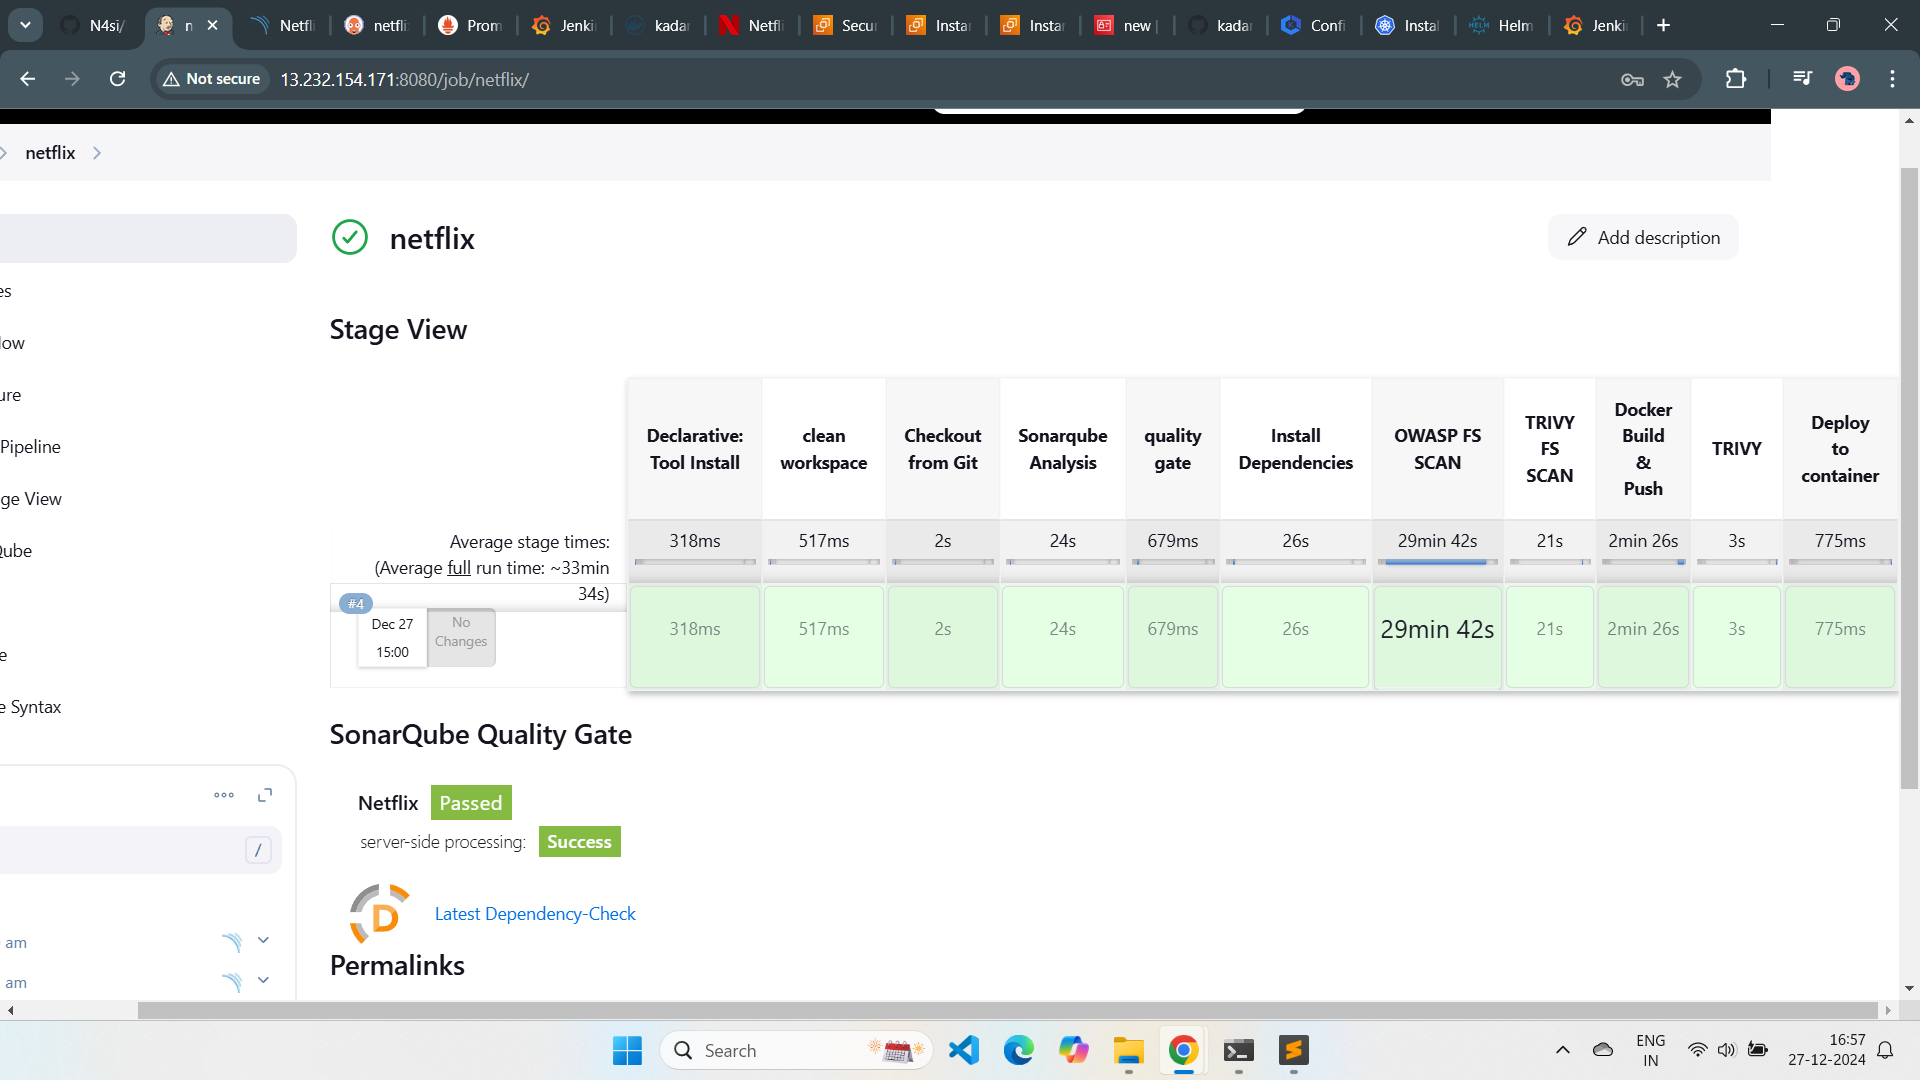 N4si/
n
Netfli
netflix
Prom
Jenki
kadar
Netfli
Secur
Instan
Instan
new |
kadar
Confi
Instal
Helm
Jenkin
Not secure
13.232.154.171:8080/job/netflix/
netflix
netflix
Add description
es
low
ure
Pipeline
ge View
Qube
e
e Syntax
/
am
am
Stage View
Declarative:
Tool Install
clean
workspace
Checkout
from Git
Sonarqube
Analysis
quality
gate
Install
Dependencies
OWASP FS
SCAN
TRIVY
FS
SCAN
Docker
Build
&
Push
TRIVY
Deploy
to
container
Average stage times:
(Average full run time: ~33min
34s)
318ms
517ms
2s
24s
679ms
26s
29min 42s
21s
2min 26s
3s
775ms
#4
Dec 27
15:00
No
Changes
318ms
517ms
2s
24s
679ms
26s
29min 42s
21s
2min 26s
3s
775ms
SonarQube Quality Gate
Netflix Passed
server-side processing: Success
D
Latest Dependency-Check
Permalinks
Search
ENG
IN
16:57
27-12-2024